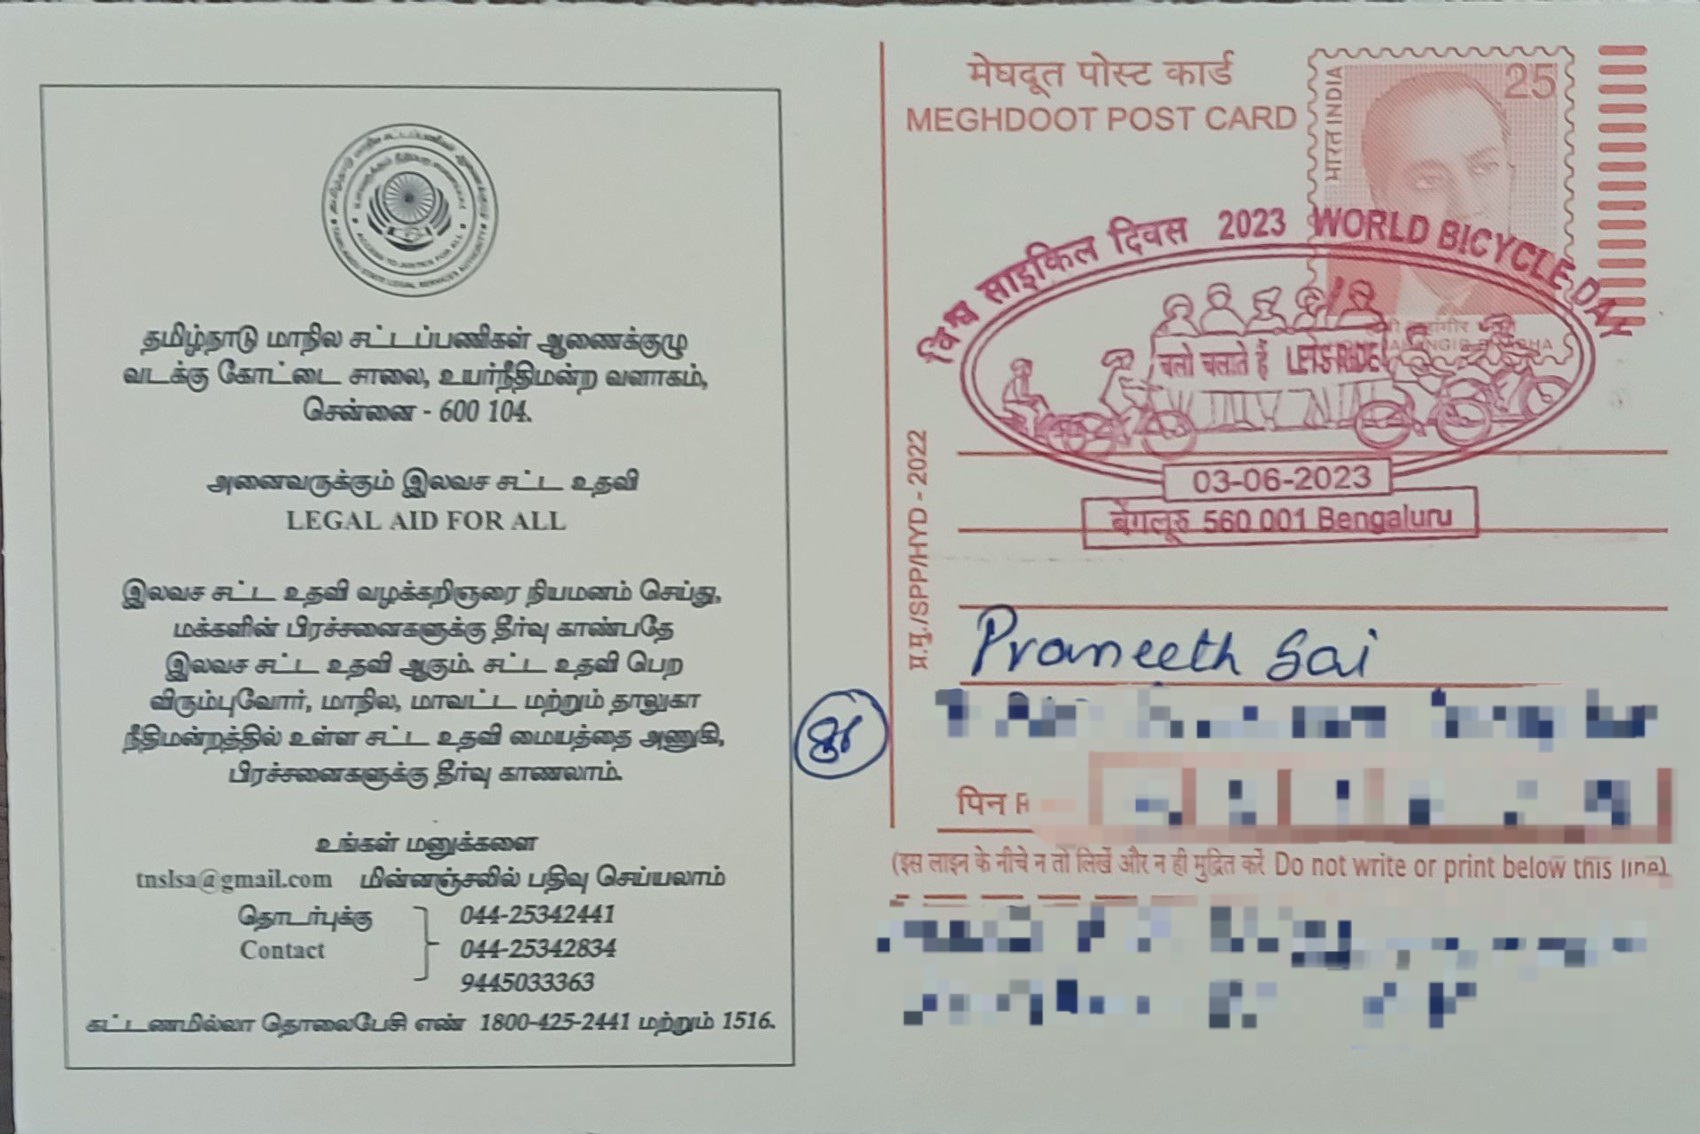 தமிழ்நாடு மாநில சட்டப்பணிகள் ஆணைக்குழு
வடக்கு கோட்டை சாலை, உயர்நீதிமன்ற வளாகம்,
சென்னை - 600 104.
அனைவருக்கும் இலவச சட்ட உதவி
LEGAL AID FOR ALL
இலவச சட்ட உதவி வழக்கறிஞரை நியமனம் செய்து,
மக்களின் பிரச்சனைகளுக்கு தீர்வு காண்பதே
இலவச சட்ட உதவி ஆகும். சட்ட உதவி பெற
விரும்புவோர், மாநில, மாவட்ட மற்றும் தாலுகா
நீதிமன்றத்தில் உள்ள சட்ட உதவி மையத்தை அணுகி,
பிரச்சனைகளுக்கு தீர்வு காணலாம்.
உங்கள் மனுக்களை
tnslsa@gmail.com மின்னஞ்சலில் பதிவு செய்யலாம்
தொடர்புக்கு
Contact
044-25342441
044-25342834
9445033363
கட்டணமில்லா தொலைபேசி எண் 1800-425-2441 மற்றும் 1516.
मेघदूत पोस्ट कार्ड
MEGHDOOT POST CARD
भारत INDIA
25
विश्व साइकिल दिवस 2023 WORLD BICYCLE DAY
चलो चलाते हैं LET'S RIDE
03-06-2023
बेंगलूरु 560 001 Bengaluru
प्र.मु./SPP/HYD - 2022
Prameeth Sai
पिन
(इस लाइन के नीचे न तो लिखें और न ही मुद्रित करें Do not write or print below this line)